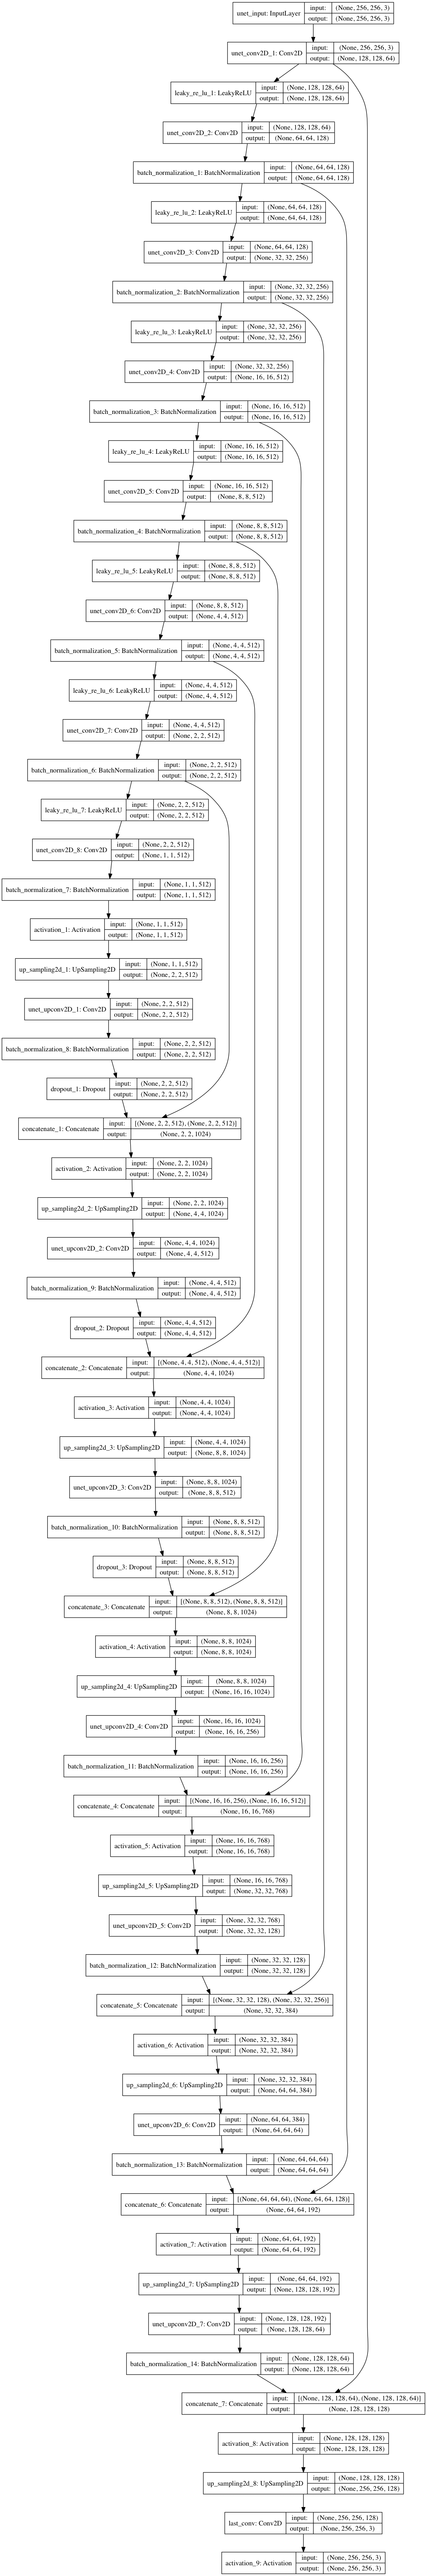 unet_input: InputLayer input: (None, 256, 256, 3)
output: (None, 256, 256, 3)
unet_conv2D_1: Conv2D input: (None, 256, 256, 3)
output: (None, 128, 128, 64)
leaky_re_lu_1: LeakyReLU input: (None, 128, 128, 64)
output: (None, 128, 128, 64)
unet_conv2D_2: Conv2D input: (None, 128, 128, 64)
output: (None, 64, 64, 128)
batch_normalization_1: BatchNormalization input: (None, 64, 64, 128)
output: (None, 64, 64, 128)
leaky_re_lu_2: LeakyReLU input: (None, 64, 64, 128)
output: (None, 64, 64, 128)
unet_conv2D_3: Conv2D input: (None, 64, 64, 128)
output: (None, 32, 32, 256)
batch_normalization_2: BatchNormalization input: (None, 32, 32, 256)
output: (None, 32, 32, 256)
leaky_re_lu_3: LeakyReLU input: (None, 32, 32, 256)
output: (None, 32, 32, 256)
unet_conv2D_4: Conv2D input: (None, 32, 32, 256)
output: (None, 16, 16, 512)
batch_normalization_3: BatchNormalization input: (None, 16, 16, 512)
output: (None, 16, 16, 512)
leaky_re_lu_4: LeakyReLU input: (None, 16, 16, 512)
output: (None, 16, 16, 512)
unet_conv2D_5: Conv2D input: (None, 16, 16, 512)
output: (None, 8, 8, 512)
batch_normalization_4: BatchNormalization input: (None, 8, 8, 512)
output: (None, 8, 8, 512)
leaky_re_lu_5: LeakyReLU input: (None, 8, 8, 512)
output: (None, 8, 8, 512)
unet_conv2D_6: Conv2D input: (None, 8, 8, 512)
output: (None, 4, 4, 512)
batch_normalization_5: BatchNormalization input: (None, 4, 4, 512)
output: (None, 4, 4, 512)
leaky_re_lu_6: LeakyReLU input: (None, 4, 4, 512)
output: (None, 4, 4, 512)
unet_conv2D_7: Conv2D input: (None, 4, 4, 512)
output: (None, 2, 2, 512)
batch_normalization_6: BatchNormalization input: (None, 2, 2, 512)
output: (None, 2, 2, 512)
leaky_re_lu_7: LeakyReLU input: (None, 2, 2, 512)
output: (None, 2, 2, 512)
unet_conv2D_8: Conv2D input: (None, 2, 2, 512)
output: (None, 1, 1, 512)
batch_normalization_7: BatchNormalization input: (None, 1, 1, 512)
output: (None, 1, 1, 512)
activation_1: Activation input: (None, 1, 1, 512)
output: (None, 1, 1, 512)
up_sampling2d_1: UpSampling2D input: (None, 1, 1, 512)
output: (None, 2, 2, 512)
unet_upconv2D_1: Conv2D input: (None, 2, 2, 512)
output: (None, 2, 2, 512)
batch_normalization_8: BatchNormalization input: (None, 2, 2, 512)
output: (None, 2, 2, 512)
dropout_1: Dropout input: (None, 2, 2, 512)
output: (None, 2, 2, 512)
concatenate_1: Concatenate input: [(None, 2, 2, 512), (None, 2, 2, 512)]
output: (None, 2, 2, 1024)
activation_2: Activation input: (None, 2, 2, 1024)
output: (None, 2, 2, 1024)
up_sampling2d_2: UpSampling2D input: (None, 2, 2, 1024)
output: (None, 4, 4, 1024)
unet_upconv2D_2: Conv2D input: (None, 4, 4, 1024)
output: (None, 4, 4, 512)
batch_normalization_9: BatchNormalization input: (None, 4, 4, 512)
output: (None, 4, 4, 512)
dropout_2: Dropout input: (None, 4, 4, 512)
output: (None, 4, 4, 512)
concatenate_2: Concatenate input: [(None, 4, 4, 512), (None, 4, 4, 512)]
output: (None, 4, 4, 1024)
activation_3: Activation input: (None, 4, 4, 1024)
output: (None, 4, 4, 1024)
up_sampling2d_3: UpSampling2D input: (None, 4, 4, 1024)
output: (None, 8, 8, 1024)
unet_upconv2D_3: Conv2D input: (None, 8, 8, 1024)
output: (None, 8, 8, 512)
batch_normalization_10: BatchNormalization input: (None, 8, 8, 512)
output: (None, 8, 8, 512)
dropout_3: Dropout input: (None, 8, 8, 512)
output: (None, 8, 8, 512)
concatenate_3: Concatenate input: [(None, 8, 8, 512), (None, 8, 8, 512)]
output: (None, 8, 8, 1024)
activation_4: Activation input: (None, 8, 8, 1024)
output: (None, 8, 8, 1024)
up_sampling2d_4: UpSampling2D input: (None, 8, 8, 1024)
output: (None, 16, 16, 1024)
unet_upconv2D_4: Conv2D input: (None, 16, 16, 1024)
output: (None, 16, 16, 256)
batch_normalization_11: BatchNormalization input: (None, 16, 16, 256)
output: (None, 16, 16, 256)
concatenate_4: Concatenate input: [(None, 16, 16, 256), (None, 16, 16, 512)]
output: (None, 16, 16, 768)
activation_5: Activation input: (None, 16, 16, 768)
output: (None, 16, 16, 768)
up_sampling2d_5: UpSampling2D input: (None, 16, 16, 768)
output: (None, 32, 32, 768)
unet_upconv2D_5: Conv2D input: (None, 32, 32, 768)
output: (None, 32, 32, 128)
batch_normalization_12: BatchNormalization input: (None, 32, 32, 128)
output: (None, 32, 32, 128)
concatenate_5: Concatenate input: [(None, 32, 32, 128), (None, 32, 32, 256)]
output: (None, 32, 32, 384)
activation_6: Activation input: (None, 32, 32, 384)
output: (None, 32, 32, 384)
up_sampling2d_6: UpSampling2D input: (None, 32, 32, 384)
output: (None, 64, 64, 384)
unet_upconv2D_6: Conv2D input: (None, 64, 64, 384)
output: (None, 64, 64, 64)
batch_normalization_13: BatchNormalization input: (None, 64, 64, 64)
output: (None, 64, 64, 64)
concatenate_6: Concatenate input: [(None, 64, 64, 64), (None, 64, 64, 128)]
output: (None, 64, 64, 192)
activation_7: Activation input: (None, 64, 64, 192)
output: (None, 64, 64, 192)
up_sampling2d_7: UpSampling2D input: (None, 64, 64, 192)
output: (None, 128, 128, 192)
unet_upconv2D_7: Conv2D input: (None, 128, 128, 192)
output: (None, 128, 128, 64)
batch_normalization_14: BatchNormalization input: (None, 128, 128, 64)
output: (None, 128, 128, 64)
concatenate_7: Concatenate input: [(None, 128, 128, 64), (None, 128, 128, 64)]
output: (None, 128, 128, 128)
activation_8: Activation input: (None, 128, 128, 128)
output: (None, 128, 128, 128)
up_sampling2d_8: UpSampling2D input: (None, 128, 128, 128)
output: (None, 256, 256, 128)
last_conv: Conv2D input: (None, 256, 256, 128)
output: (None, 256, 256, 3)
activation_9: Activation input: (None, 256, 256, 3)
output: (None, 256, 256, 3)